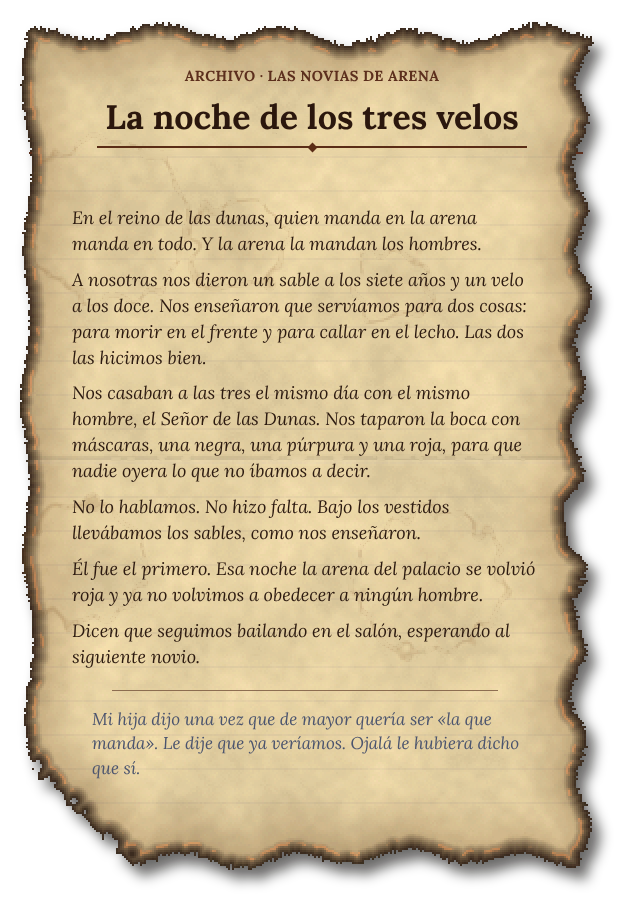 ARCHIVO · LAS NOVIAS DE ARENA
La noche de los tres velos
En el reino de las dunas, quien manda en la arena
manda en todo. Y la arena la mandan los hombres.
A nosotras nos dieron un sable a los siete años y un velo
a los doce. Nos enseñaron que servíamos para dos cosas:
para morir en el frente y para callar en el lecho. Las dos
las hicimos bien.
Nos casaban a las tres el mismo día con el mismo
hombre, el Señor de las Dunas. Nos taparon la boca con
máscaras, una negra, una púrpura y una roja, para que
nadie oyera lo que no íbamos a decir.
No lo hablamos. No hizo falta. Bajo los vestidos
llevábamos los sables, como nos enseñaron.
Él fue el primero. Esa noche la arena del palacio se volvió
roja y ya no volvimos a obedecer a ningún hombre.
Dicen que seguimos bailando en el salón, esperando al
siguiente novio.
Mi hija dijo una vez que de mayor quería ser «la que
manda». Le dije que ya veríamos. Ojalá le hubiera dicho
que sí.